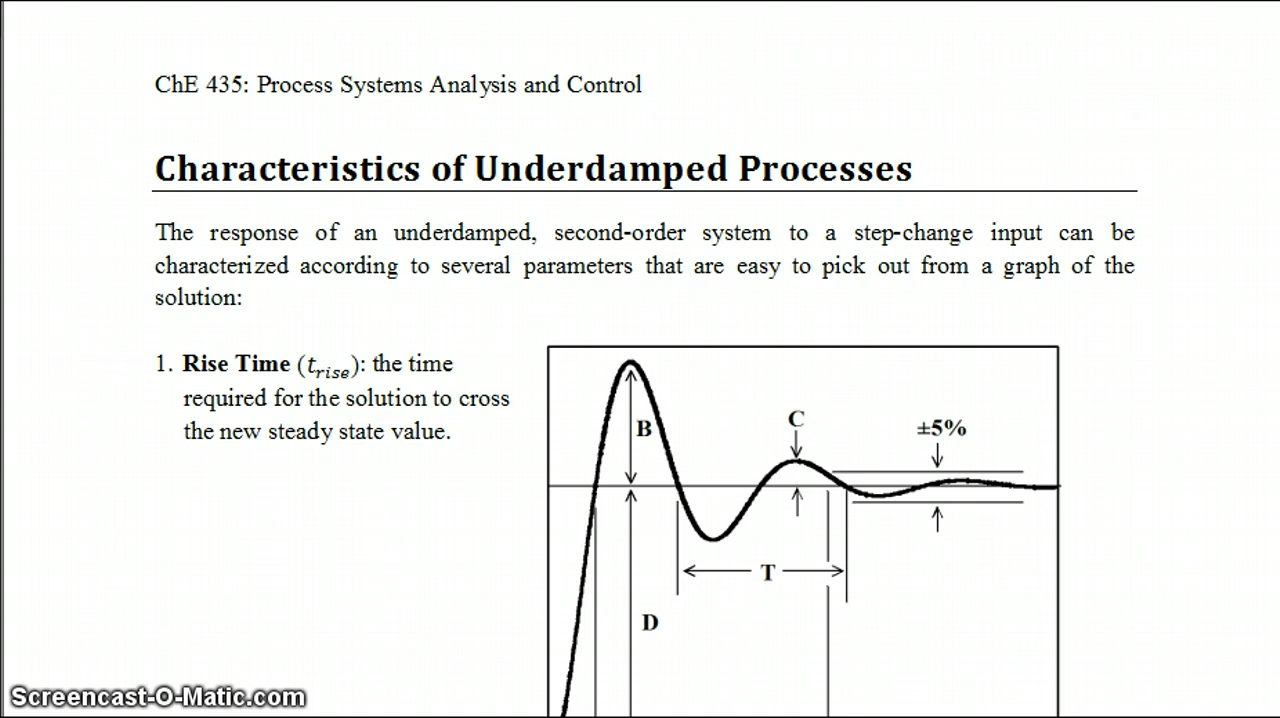 ChE 435: Process Systems Analysis and Control
Characteristics of Underdamped Processes
The response of an underdamped, second-order system to a step-change input can be
characterized according to several parameters that are easy to pick out from a graph of the
solution:
1. Rise Time (t_rise): the time
required for the solution to cross
the new steady state value.
B
C
±5%
T
D
Screencast-O-Matic.com